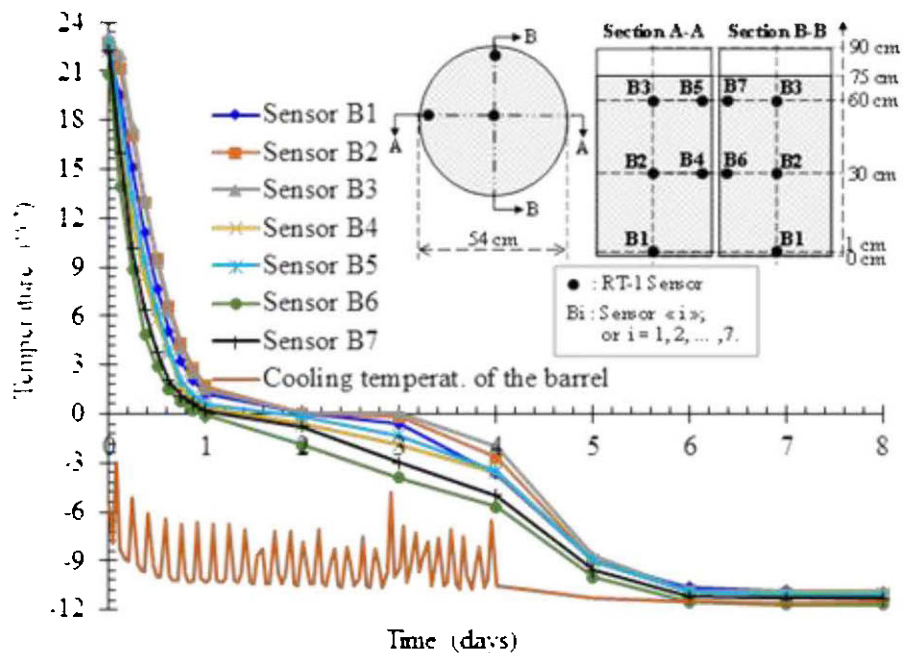 24
21
18
15
12
9
6
3
0
-3
-6
-9
-12
Temperature (°C)
0 1 2 3 4 5 6 7 8
Time (days)
Sensor B1
Sensor B2
Sensor B3
Sensor B4
Sensor B5
Sensor B6
Sensor B7
Cooling temperat. of the barrel
B
A A
B
54 cm
Section A-A Section B-B
90 cm
75 cm
B3 B5 B7 B3
60 cm
B2 B4 B6 B2
30 cm
B1 B1
1 cm
0 cm
: RT-1 Sensor
Bi : Sensor « i »;
or i = 1, 2, ... ,7.